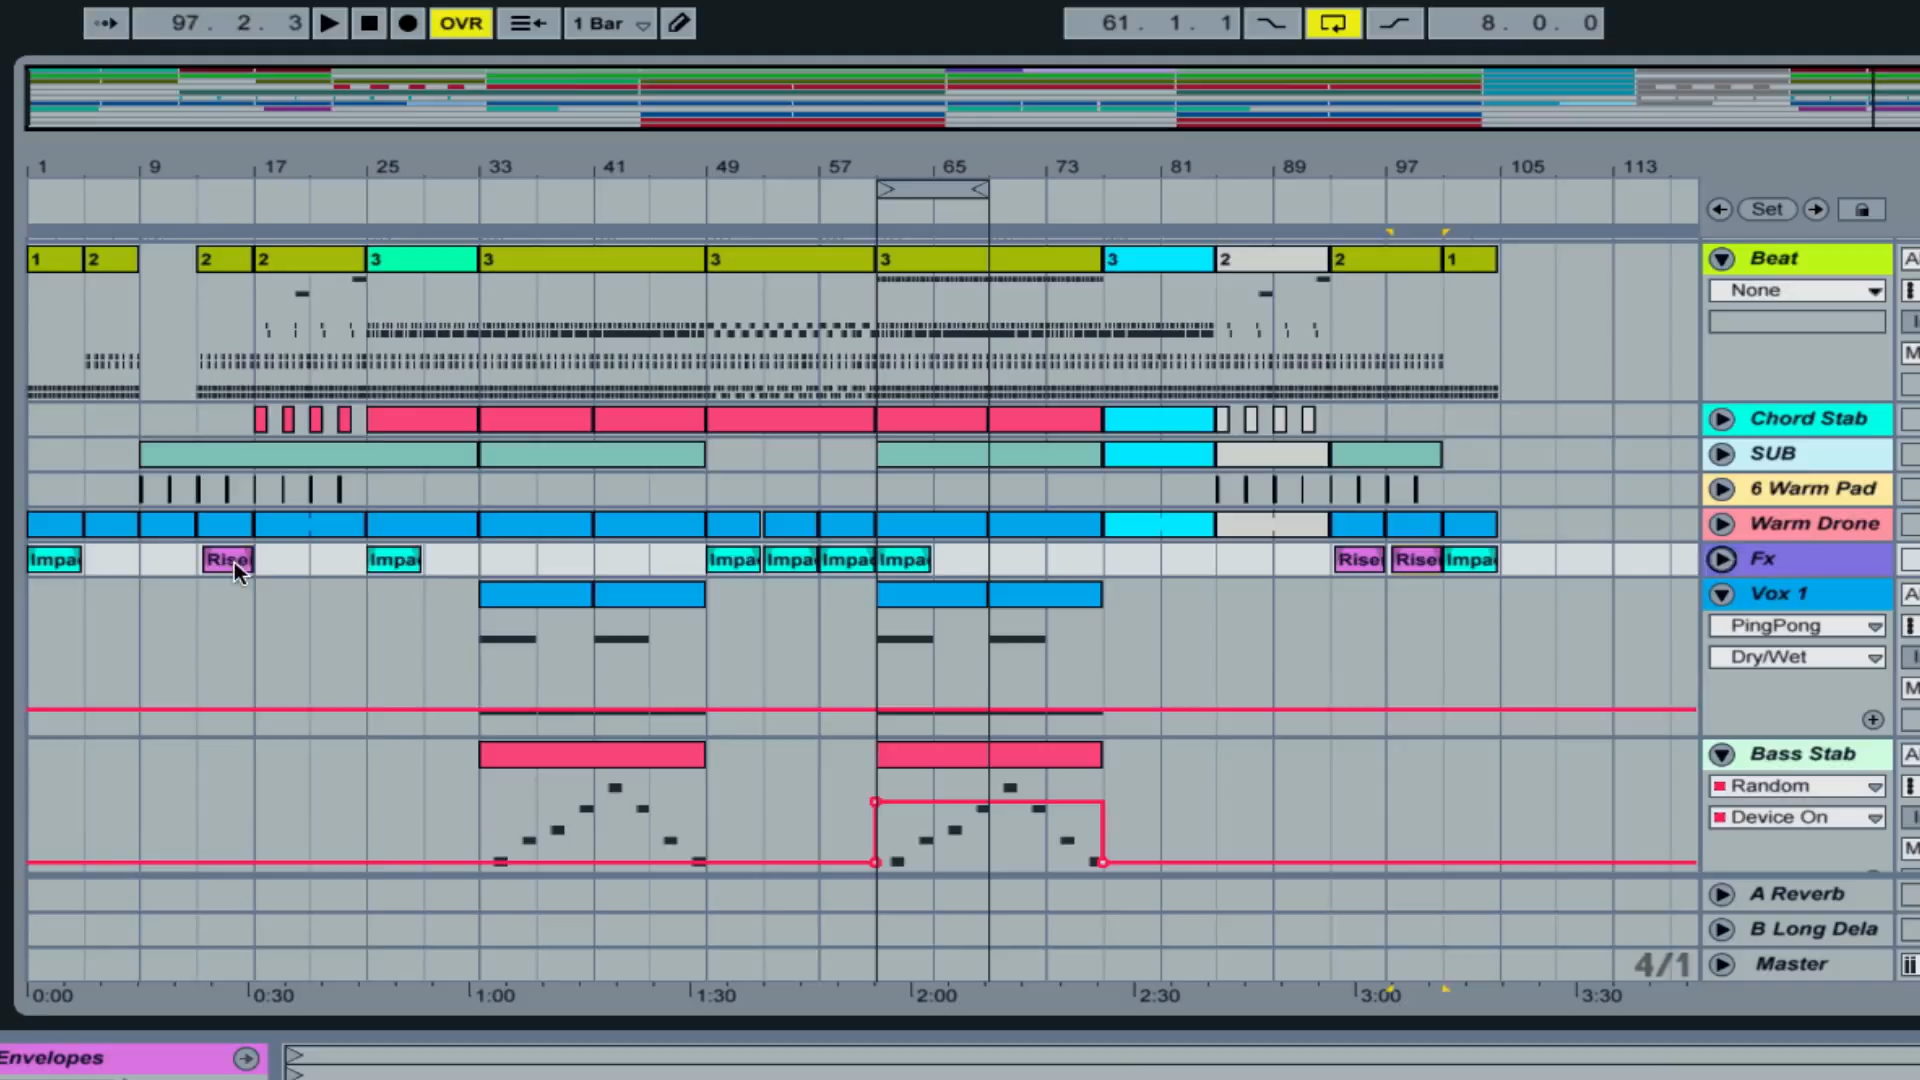 97. 2. 3 OVR 1 Bar 61. 1. 1 8. 0. 0
1 9 17 25 33 41 49 57 65 73 81 89 97 105 113
Set
1 2 2 2 3 3 3 3 3 2 2 1 Beat
None
Chord Stab
SUB
6 Warm Pad
Warm Drone
Impa Rise Impa Impa Impa Impa Impa Rise Rise Impa Fx
Vox 1
PingPong
Dry/Wet
M
Bass Stab
Random
Device On
M
A Reverb
B Long Dela
4/1 Master
0:00 0:30 1:00 1:30 2:00 2:30 3:00 3:30
Envelopes